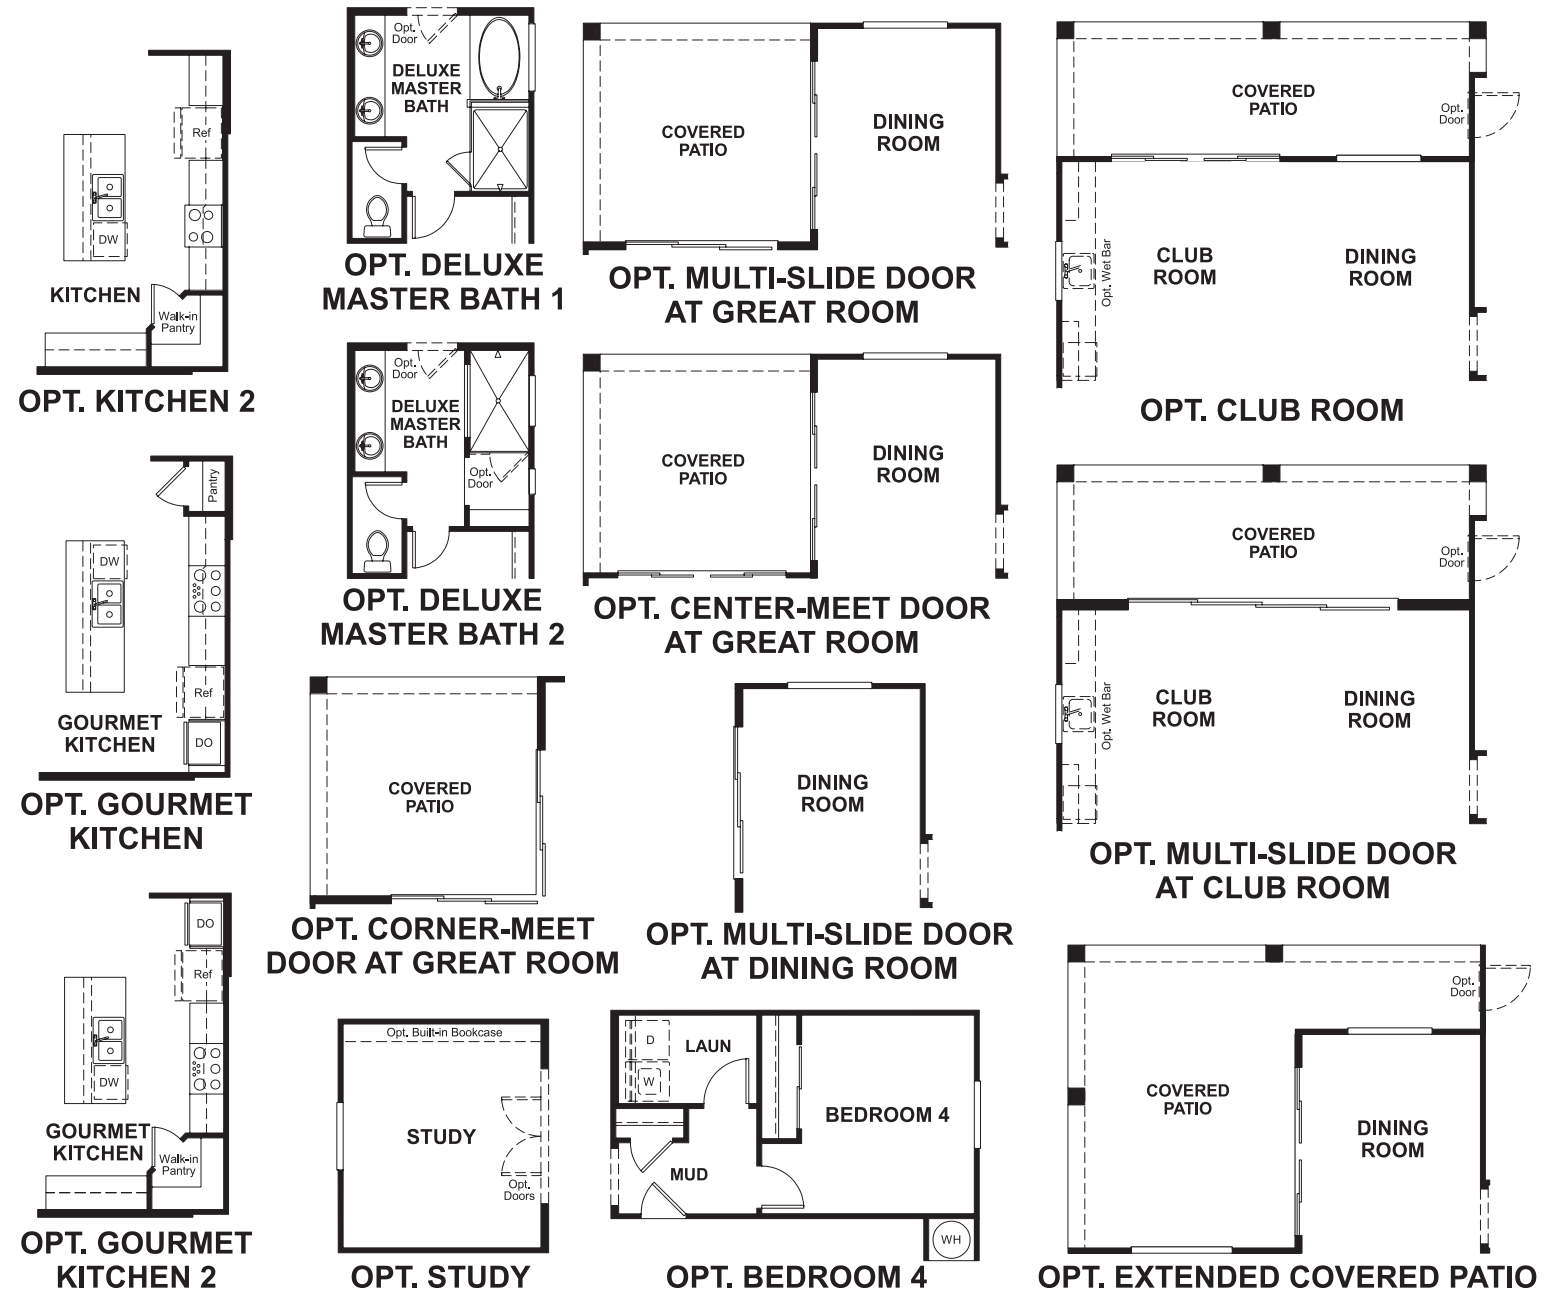 Ref
DW
KITCHEN
Walk-in
Pantry
OPT. KITCHEN 2
Opt.
Door
DELUXE
MASTER
BATH
OPT. DELUXE
MASTER BATH 1
COVERED
PATIO
DINING
ROOM
OPT. MULTI-SLIDE DOOR
AT GREAT ROOM
COVERED
PATIO
Opt.
Door
Opt. Wet Bar
CLUB
ROOM
DINING
ROOM
OPT. CLUB ROOM
Pantry
DW
Ref
DO
GOURMET
KITCHEN
OPT. GOURMET
KITCHEN
Opt.
Door
DELUXE
MASTER
BATH
Opt.
Door
OPT. DELUXE
MASTER BATH 2
COVERED
PATIO
DINING
ROOM
OPT. CENTER-MEET DOOR
AT GREAT ROOM
COVERED
PATIO
Opt.
Door
Opt. Wet Bar
CLUB
ROOM
DINING
ROOM
OPT. MULTI-SLIDE DOOR
AT CLUB ROOM
COVERED
PATIO
OPT. CORNER-MEET
DOOR AT GREAT ROOM
DINING
ROOM
OPT. MULTI-SLIDE DOOR
AT DINING ROOM
DO
Ref
DW
GOURMET
KITCHEN
Walk-in
Pantry
OPT. GOURMET
KITCHEN 2
Opt. Built-in Bookcase
STUDY
Opt.
Doors
OPT. STUDY
D
W
LAUN
BEDROOM 4
MUD
WH
OPT. BEDROOM 4
Opt.
Door
COVERED
PATIO
DINING
ROOM
OPT. EXTENDED COVERED PATIO